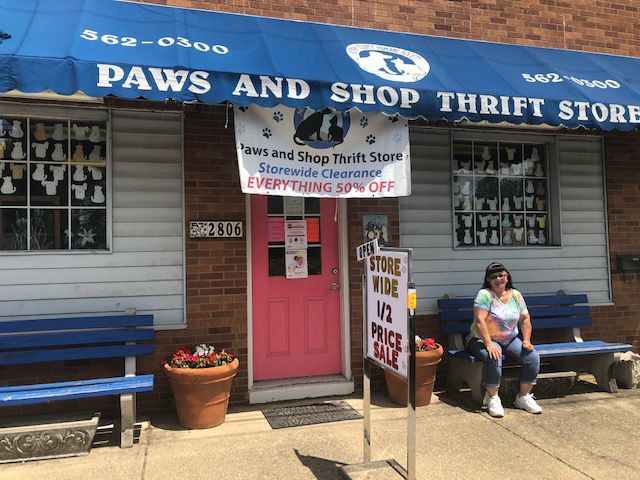 562-0300
562-0300
PAWS AND SHOP THRIFT STORE
Paws and Shop Thrift Store
Storewide Clearance
EVERYTHING 50% OFF
2806
OPEN
STORE
WIDE
1/2
PRICE
SALE